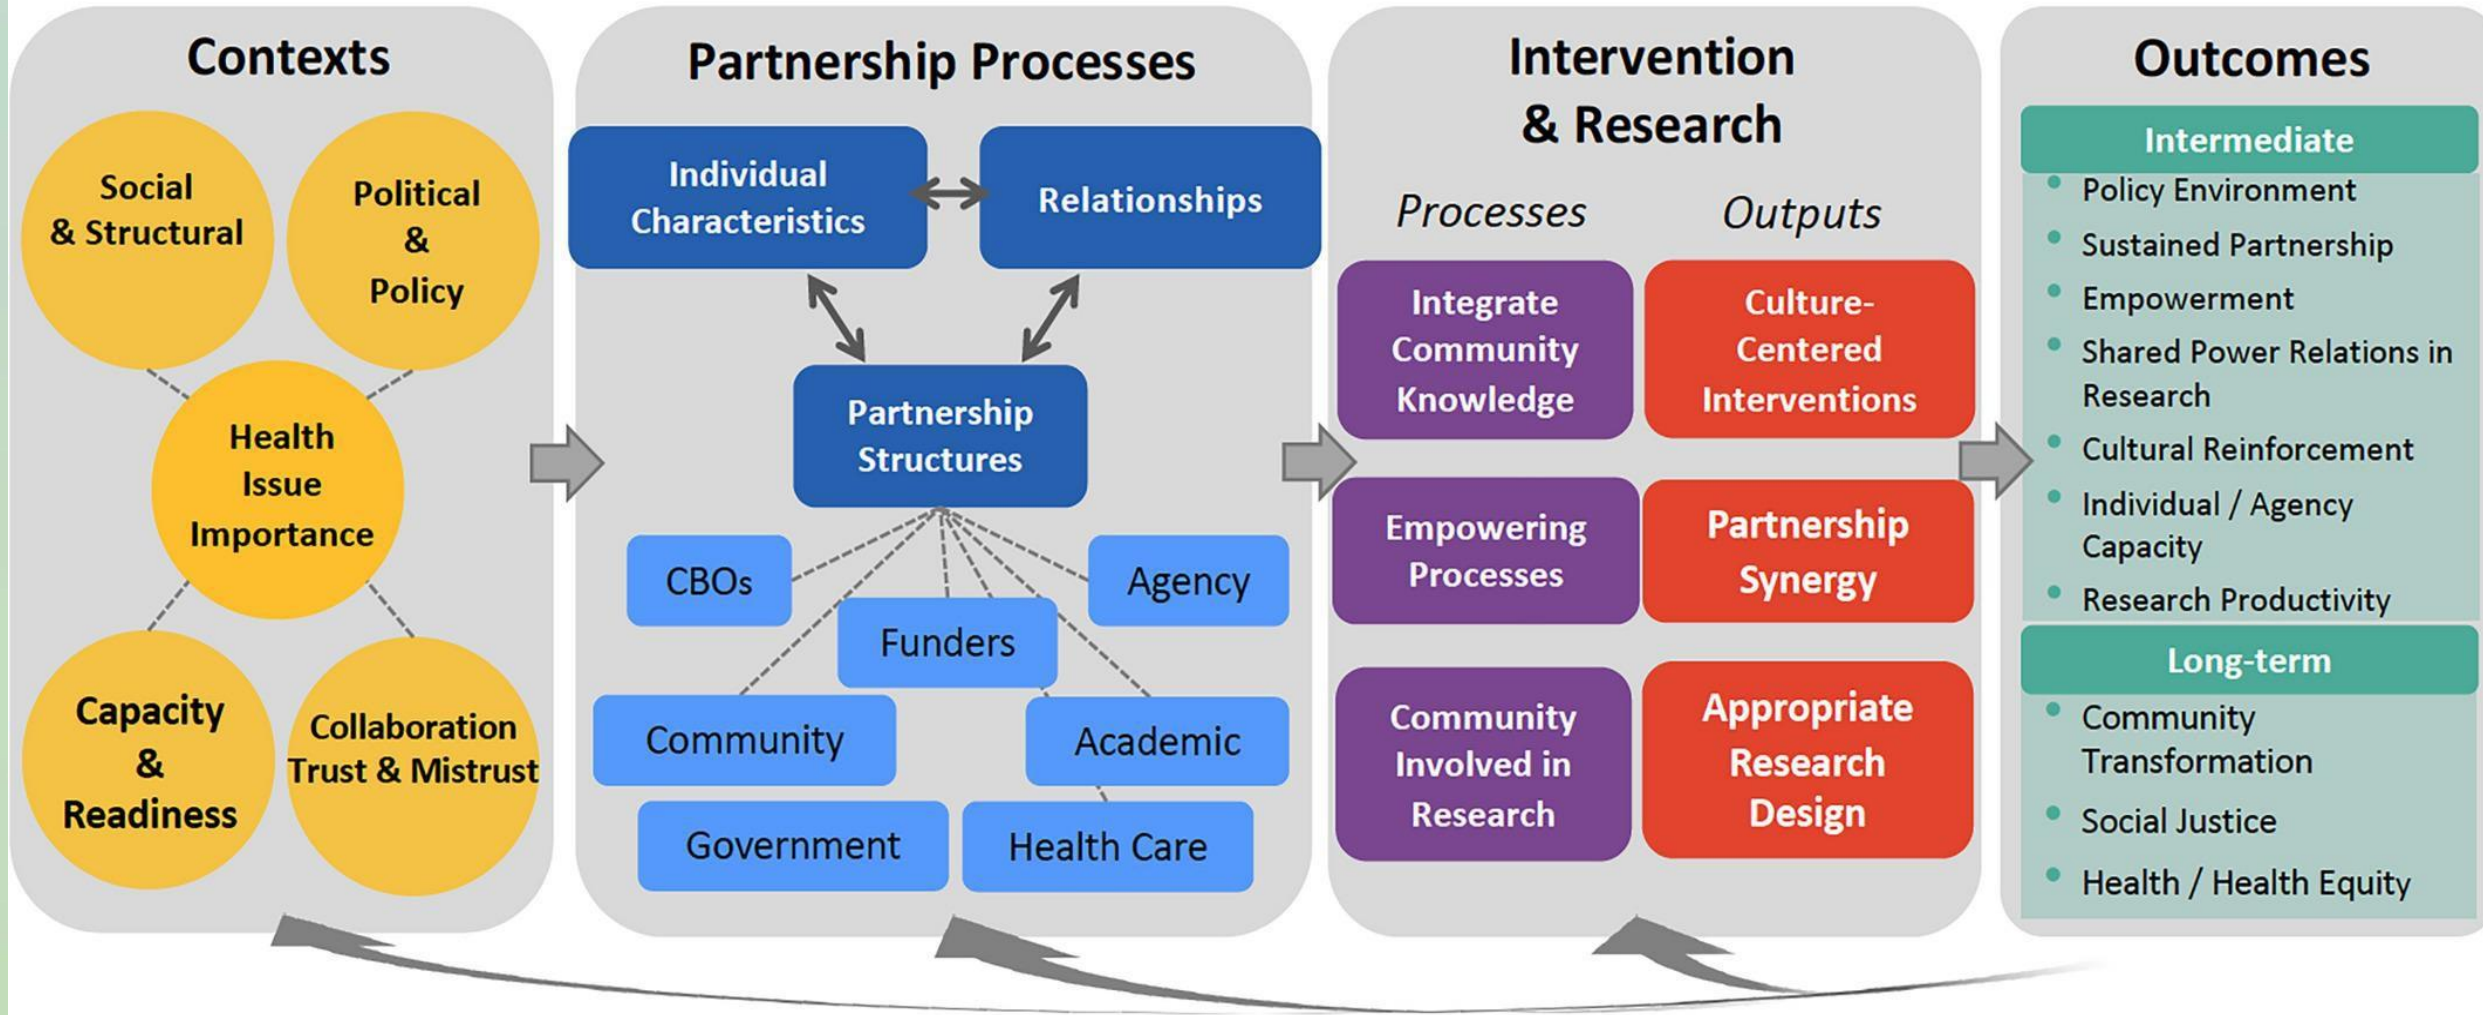 Contexts
Social
& Structural
Political
&
Policy
Health
Issue
Importance
Capacity
&
Readiness
Collaboration
Trust & Mistrust
Partnership Processes
Individual
Characteristics
Relationships
Partnership
Structures
CBOs
Agency
Funders
Community
Academic
Government
Health Care
Intervention
& Research
Processes
Outputs
Integrate
Community
Knowledge
Culture-
Centered
Interventions
Empowering
Processes
Partnership
Synergy
Community
Involved in
Research
Appropriate
Research
Design
Outcomes
Intermediate
• Policy Environment
• Sustained Partnership
• Empowerment
• Shared Power Relations in
Research
• Cultural Reinforcement
• Individual / Agency
Capacity
• Research Productivity
Long-term
• Community
Transformation
• Social Justice
• Health / Health Equity